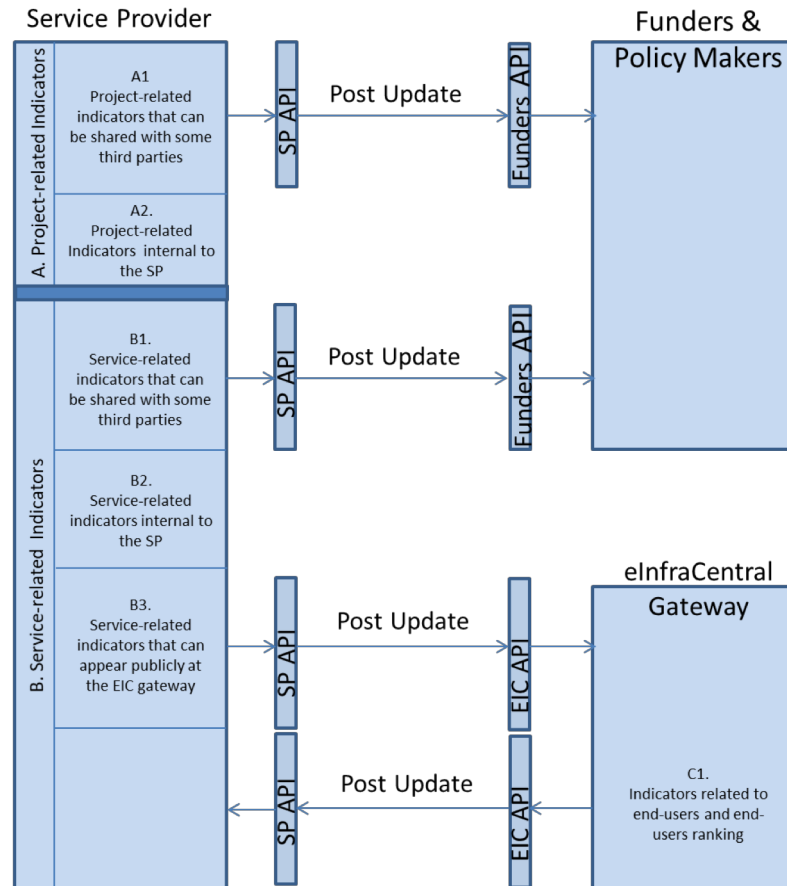 Service Provider
Funders &
Policy Makers
A. Project-related Indicators
A1
Project-related
indicators that can
be shared with some
third parties
SP API
Post Update
Funders API
A2.
Project-related
Indicators internal to
the SP
B. Service-related Indicators
B1.
Service-related
indicators that can
be shared with some
third parties
SP API
Post Update
Funders API
B2.
Service-related
indicators internal to
the SP
eInfraCentral
Gateway
B3.
Service-related
indicators that can
appear publicly at
the EIC gateway
SP API
Post Update
EIC API
SP API
Post Update
EIC API
C1.
Indicators related to
end-users and end-
users ranking